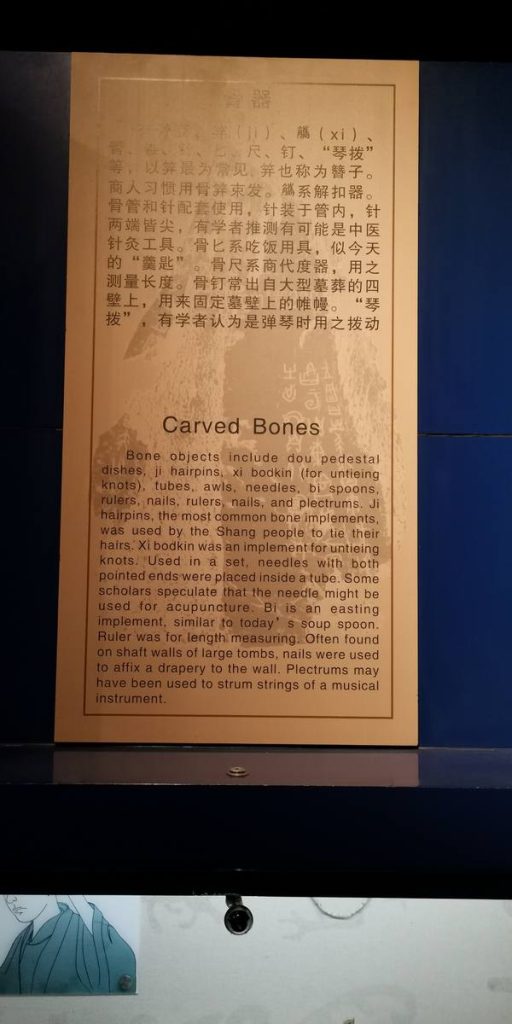 骨器
笄（ji）、觿（xi）、
管、锥、针、匕、尺、钉、“琴拨”
等，以笄最为常见，笄也称为簪子。
商人习惯用骨笄束发。觿系解扣器。
骨管和针配套使用，针装于管内，针
两端皆尖，有学者推测有可能是中医
针灸工具。骨匕系吃饭用具，似今天
的“羹匙”。骨尺系商代度器，用之
测量长度。骨钉常出自大型墓葬的四
壁上，用来固定墓壁上的帷幔。“琴
拨”，有学者认为是弹琴时用之拨动
Carved Bones
Bone objects include dou pedestal
dishes, ji hairpins, xi bodkin (for untieing
knots), tubes, awls, needles, bi spoons,
rulers, nails, rulers, nails, and plectrums. Ji
hairpins, the most common bone implements,
was used by the Shang people to tie their
hairs. Xi bodkin was an implement for untieing
knots. Used in a set, needles with both
pointed ends were placed inside a tube. Some
scholars speculate that the needle might be
used for acupuncture. Bi is an easting
implement, similar to today’s soup spoon.
Ruler was for length measuring. Often found
on shaft walls of large tombs, nails were used
to affix a drapery to the wall. Plectrums may
have been used to strum strings of a musical
instrument.